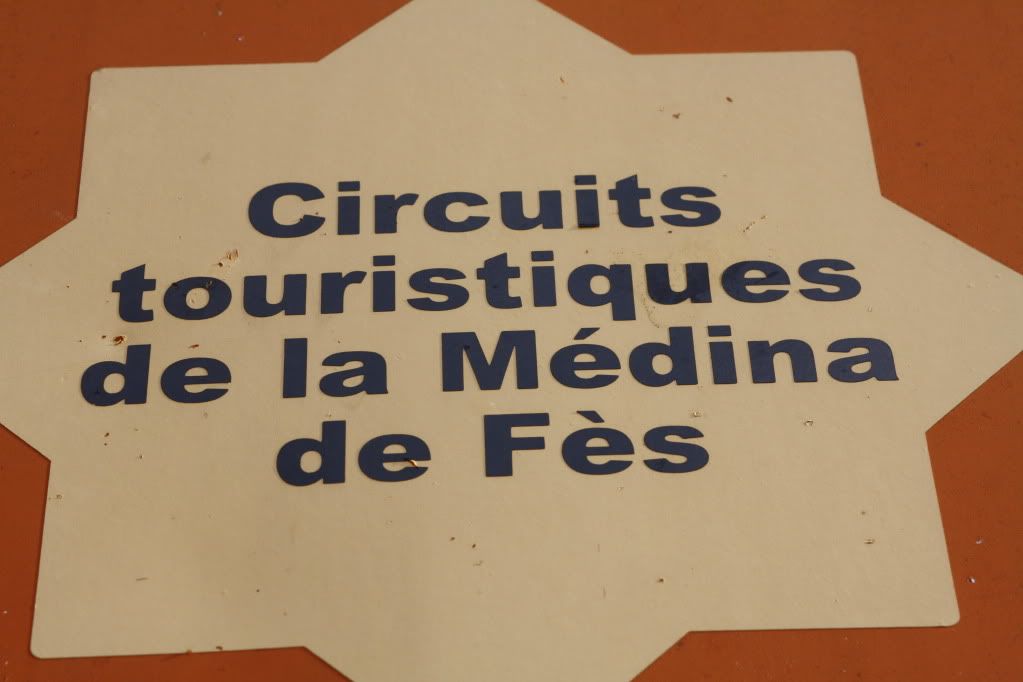 Circuits
touristiques
de la Médina
de Fès